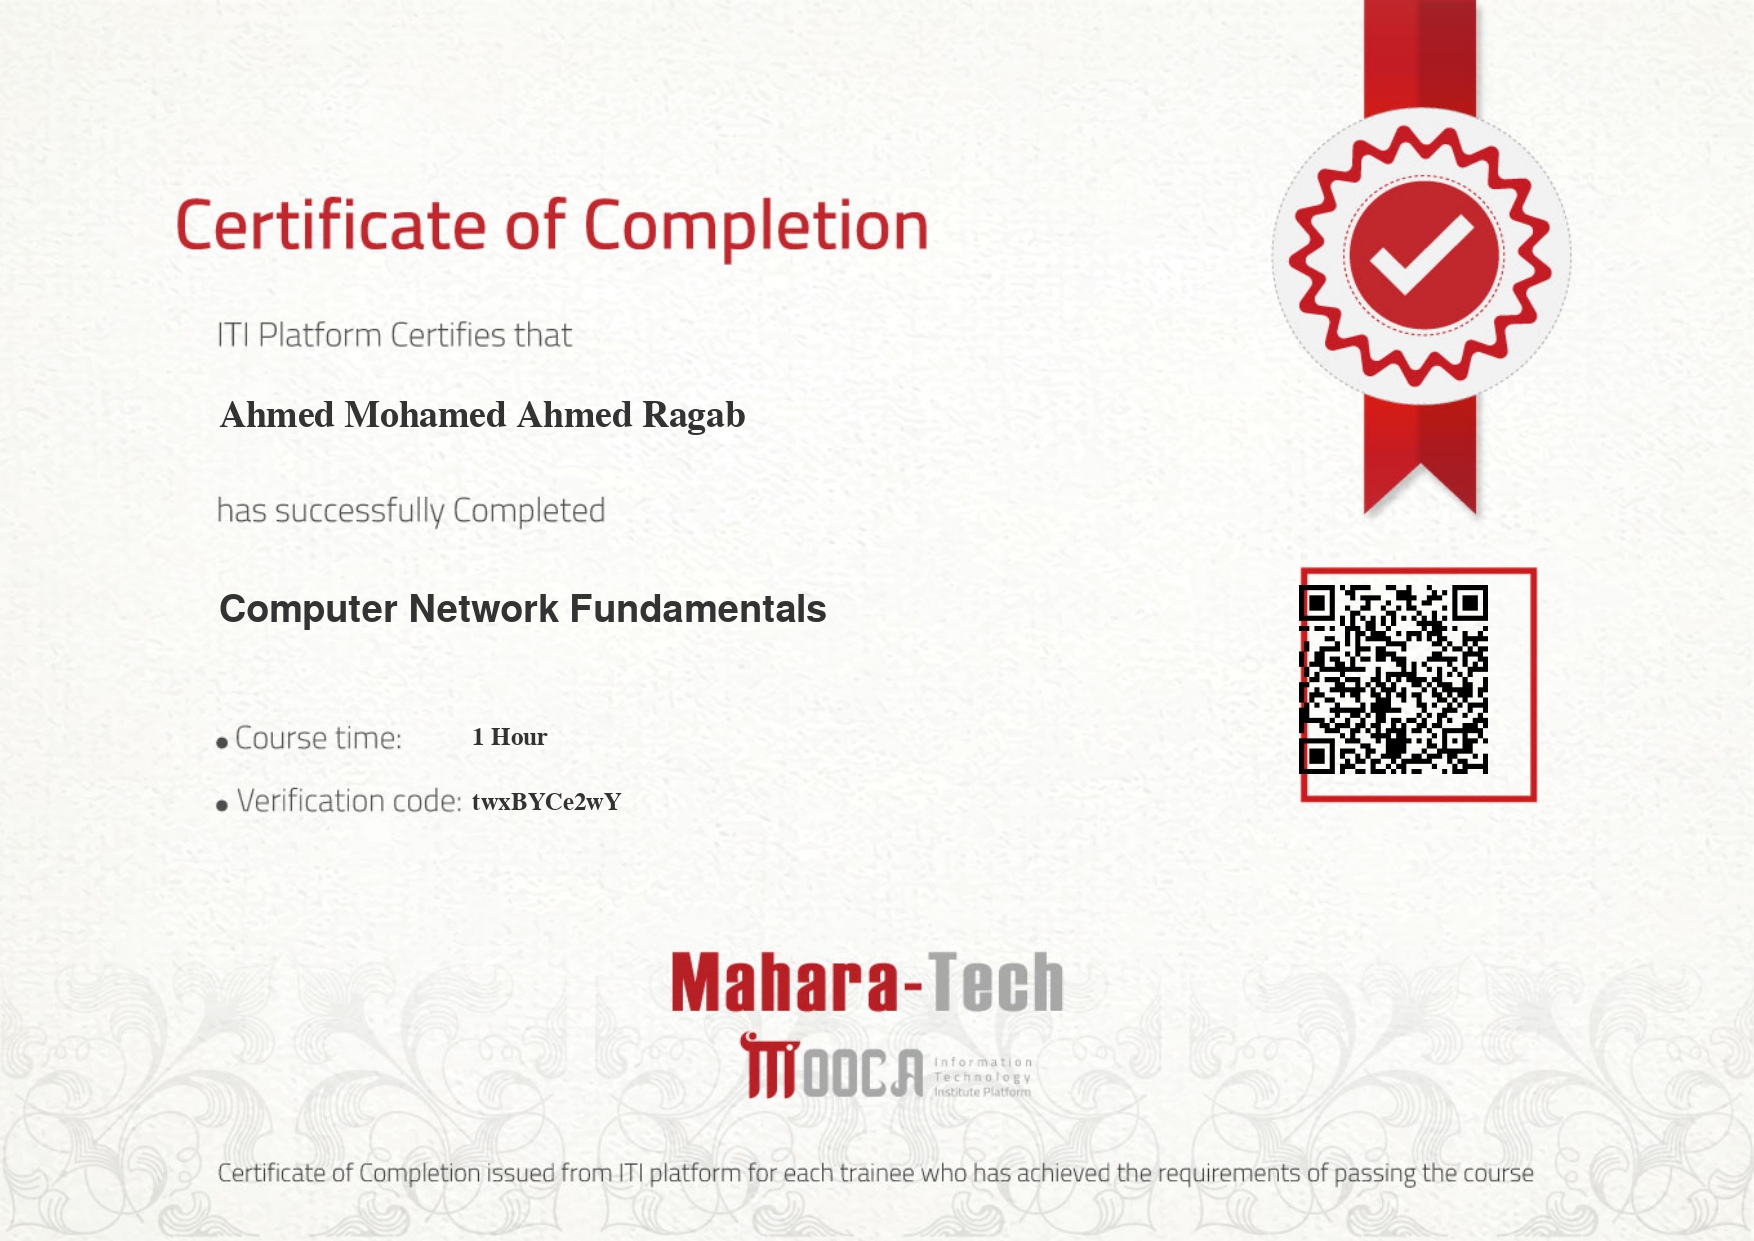 Certificate of Completion
ITI Platform Certifies that
Ahmed Mohamed Ahmed Ragab
has successfully Completed
Computer Network Fundamentals
• Course time: 1 Hour
• Verification code: twxBYCe2wY
Mahara-Tech
MOOCA
Information
Technology
Institute Platform
Certificate of Completion issued from ITI platform for each trainee who has achieved the requirements of passing the course